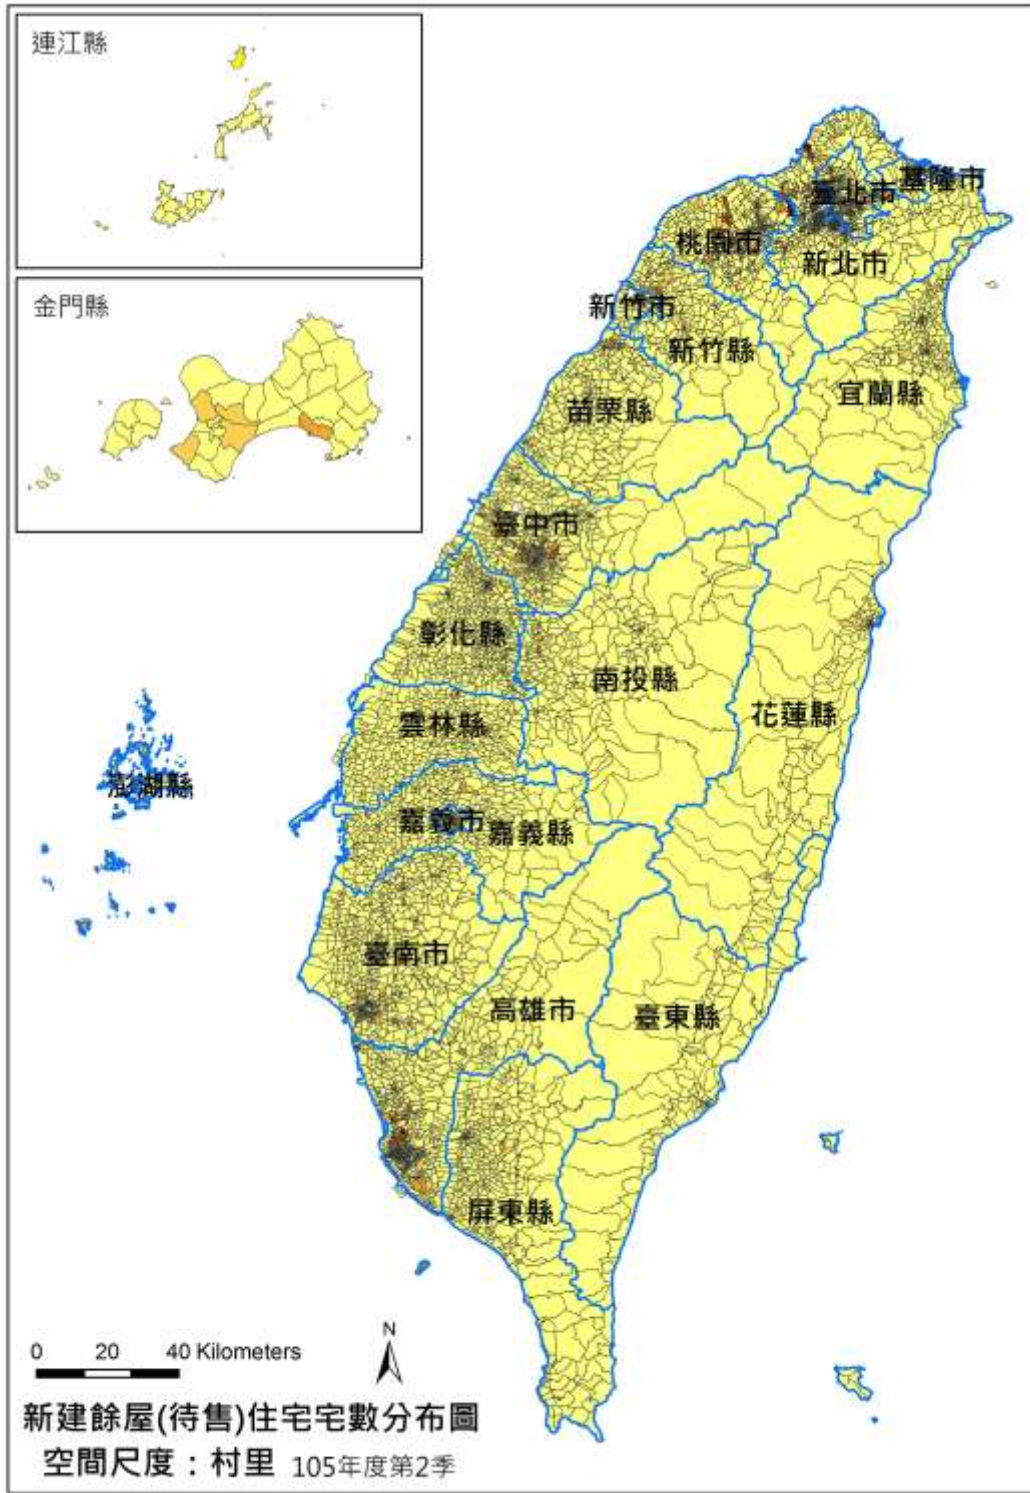 連江縣
金門縣
基隆市
臺北市
桃園市
新北市
新竹市
新竹縣
宜蘭縣
苗栗縣
臺中市
彰化縣
南投縣
花蓮縣
雲林縣
澎湖縣
嘉義市
嘉義縣
臺南市
高雄市
臺東縣
屏東縣
N
0 20 40 Kilometers
新建餘屋(待售)住宅宅數分布圖
空間尺度：村里 105年度第2季